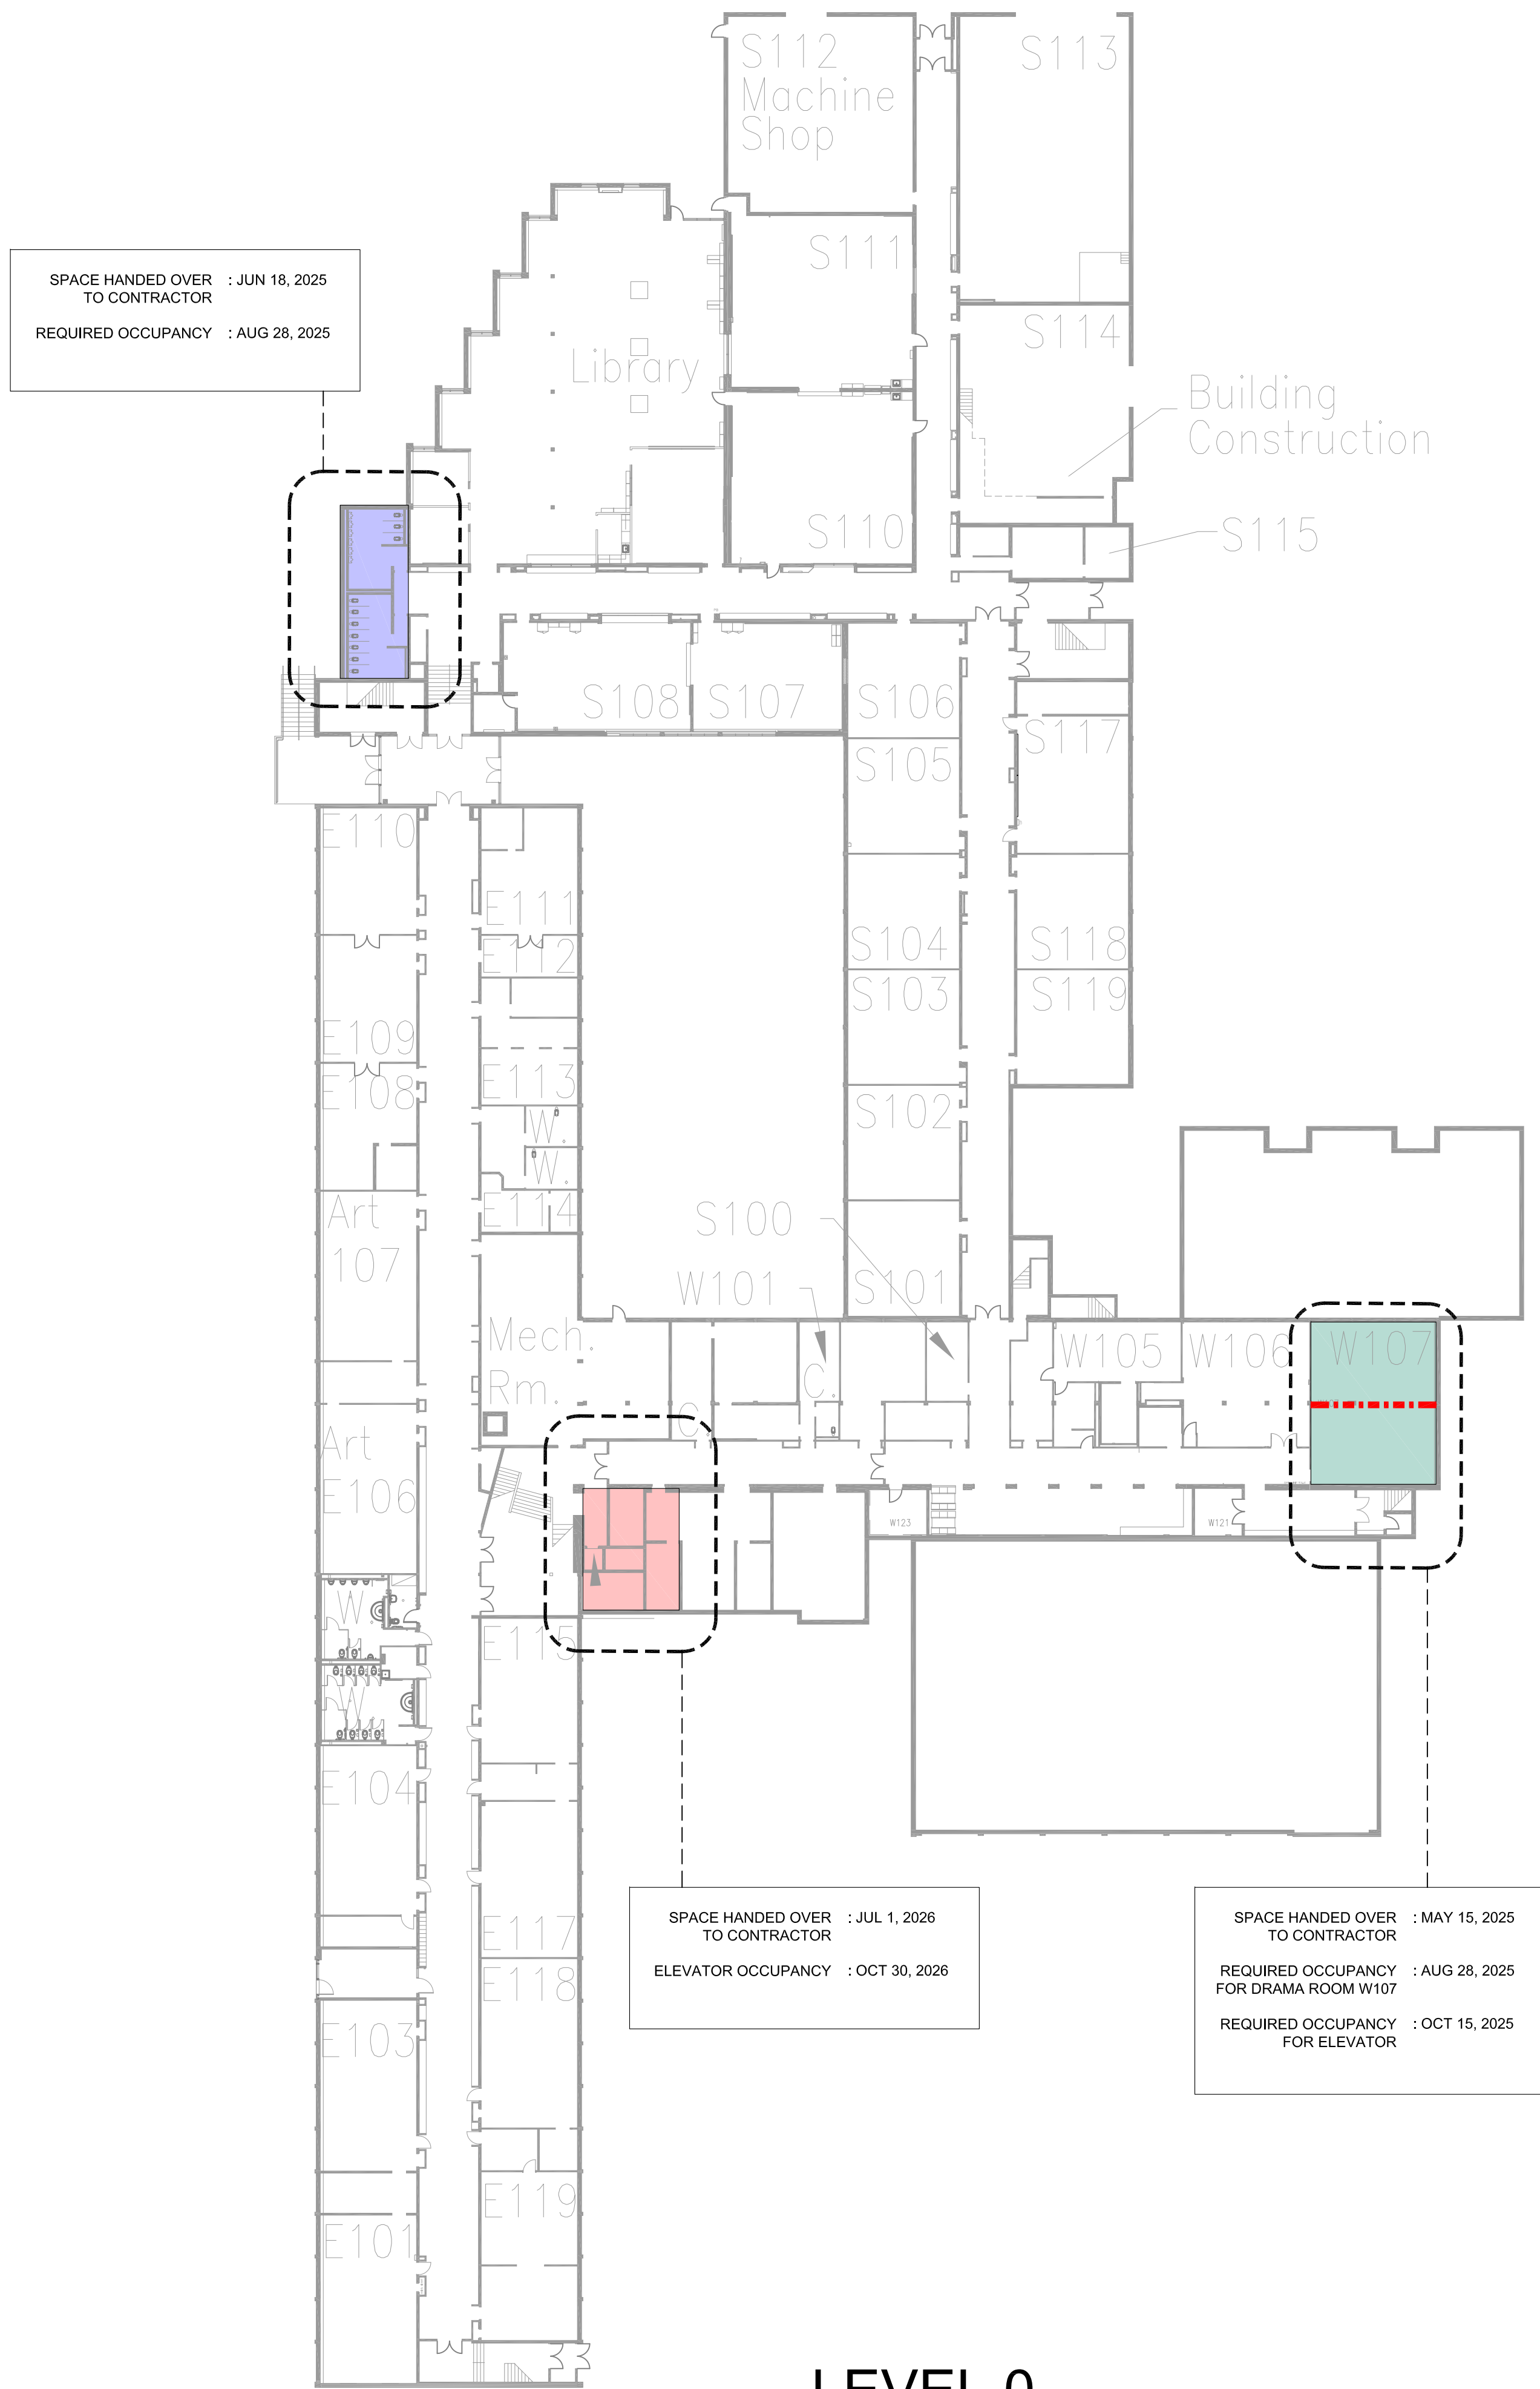 S112
Machine
Shop
S113
S111
SPACE HANDED OVER : JUN 18, 2025
TO CONTRACTOR
REQUIRED OCCUPANCY : AUG 28, 2025
S114
Library
Building
Construction
S110
S115
S108
S107
S106
S117
S105
E110
E111
E112
S104
S118
S103
S119
E109
E113
E108
S102
W.
W.
E114
Art
107
S100
S101
W101
Mech.
Rm.
C.
C.
W105
W106
W107
Art
E106
W123
W121
W.
E115
W.
E104
E117
SPACE HANDED OVER : JUL 1, 2026
TO CONTRACTOR
ELEVATOR OCCUPANCY : OCT 30, 2026
SPACE HANDED OVER : MAY 15, 2025
TO CONTRACTOR
REQUIRED OCCUPANCY : AUG 28, 2025
FOR DRAMA ROOM W107
REQUIRED OCCUPANCY : OCT 15, 2025
FOR ELEVATOR
E118
E103
E119
E101
LEVEL 0